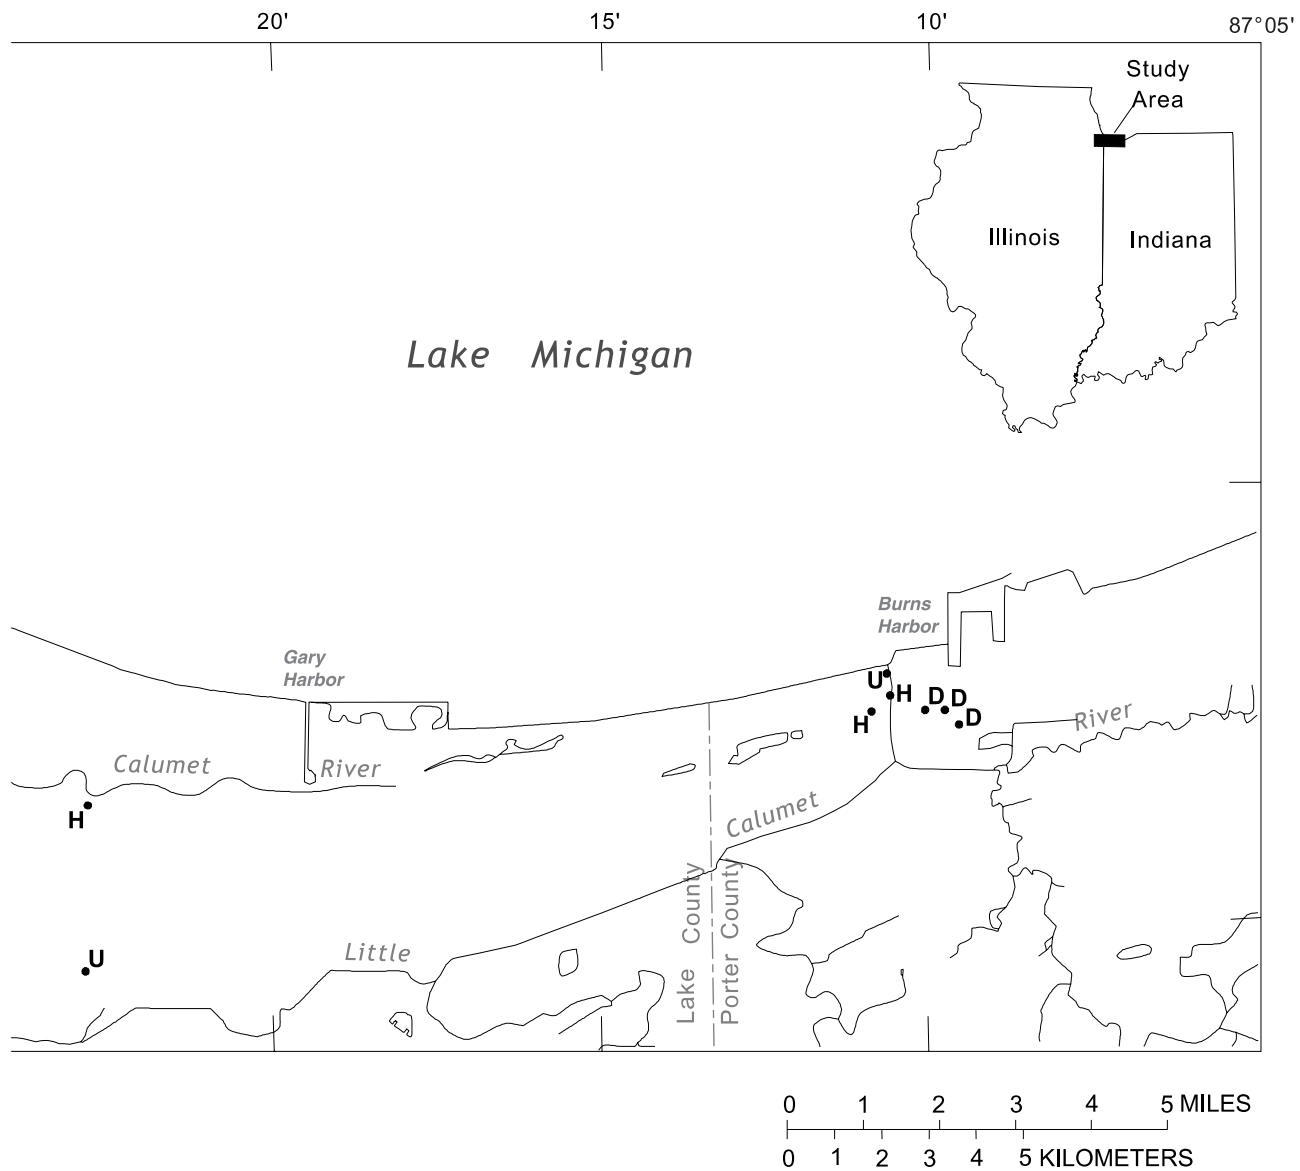 20'
15'
10'
87°05'
Study
Area
Illinois
Indiana
Lake Michigan
Burns
Harbor
Gary
Harbor
U
H
D
D
H
D
River
Calumet
River
H
Calumet
Lake County
Porter County
Little
U
0 1 2 3 4 5 MILES
0 1 2 3 4 5 KILOMETERS